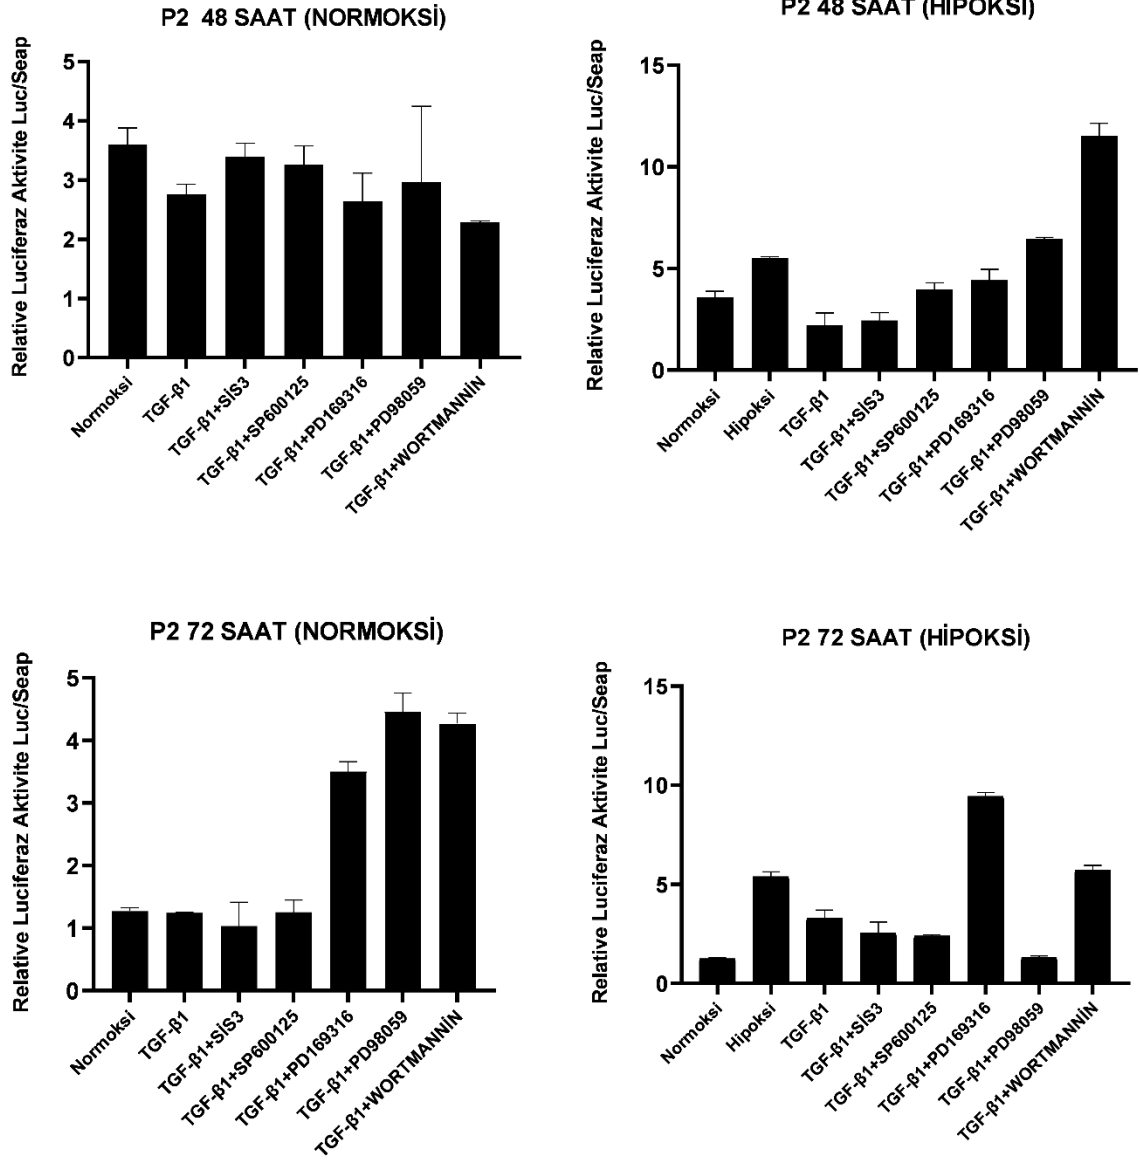 P2 48 SAAT (NORMOKSİ)
Relative Luciferaz Aktivite Luc/Seap
5
4
3
2
1
0
Normoksi
TGF-β1
TGF-β1+SİS3
TGF-β1+SP600125
TGF-β1+PD169316
TGF-β1+PD98059
TGF-β1+WORTMANNİN
P2 48 SAAT (HİPOKSİ)
Relative Luciferaz Aktivite Luc/Seap
15
10
5
0
Normoksi
Hipoksi
TGF-β1
TGF-β1+SİS3
TGF-β1+SP600125
TGF-β1+PD169316
TGF-β1+PD98059
TGF-β1+WORTMANNİN
P2 72 SAAT (NORMOKSİ)
Relative Luciferaz Aktivite Luc/Seap
5
4
3
2
1
0
Normoksi
TGF-β1
TGF-β1+SİS3
TGF-β1+SP600125
TGF-β1+PD169316
TGF-β1+PD98059
TGF-β1+WORTMANNİN
P2 72 SAAT (HİPOKSİ)
Relative Luciferaz Aktivite Luc/Seap
15
10
5
0
Normoksi
Hipoksi
TGF-β1
TGF-β1+SİS3
TGF-β1+SP600125
TGF-β1+PD169316
TGF-β1+PD98059
TGF-β1+WORTMANNİN